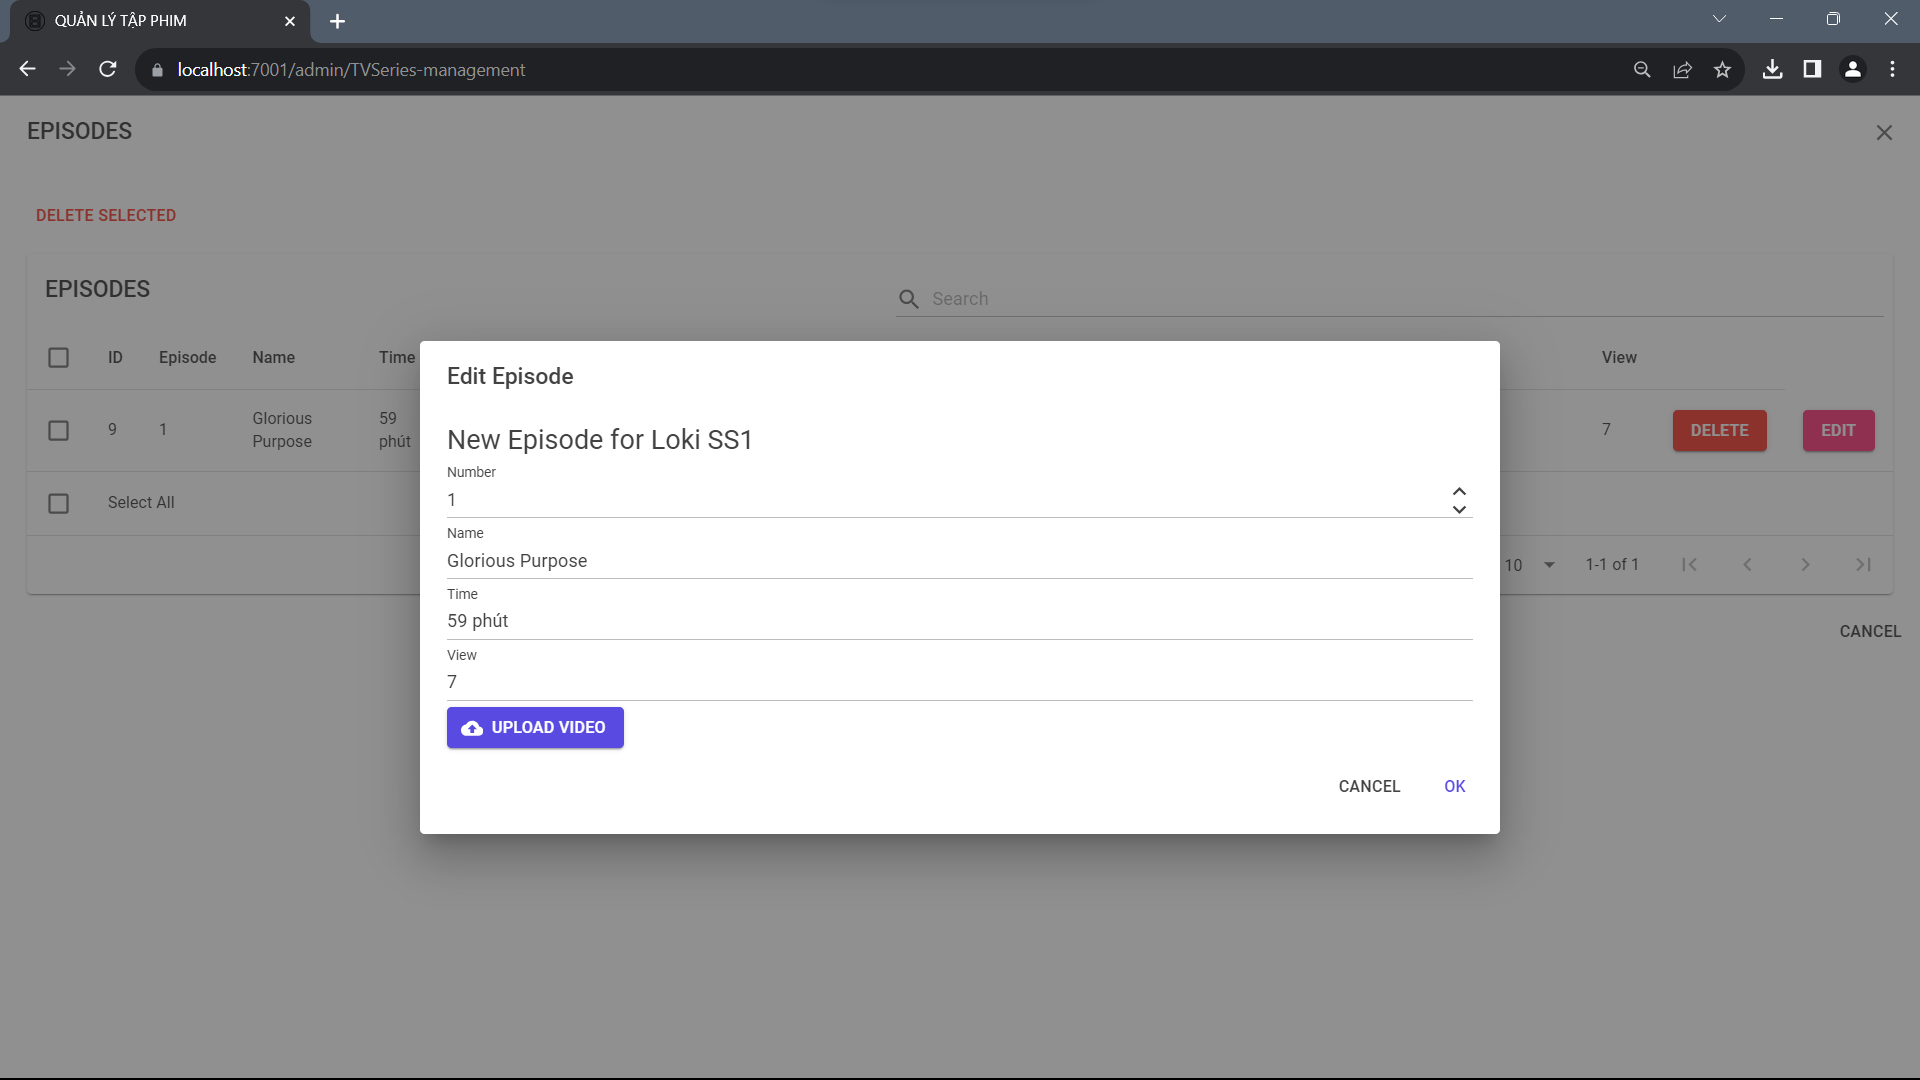 QUẢN LÝ TẬP PHIM
localhost:7001/admin/TVSeries-management
EPISODES
DELETE SELECTED
EPISODES
Search
ID Episode Name Time View
9 1 Glorious Purpose 59 phút 7 DELETE EDIT
Select All
10 1-1 of 1
CANCEL
Edit Episode
New Episode for Loki SS1
Number
1
Name
Glorious Purpose
Time
59 phút
View
7
UPLOAD VIDEO
CANCEL OK